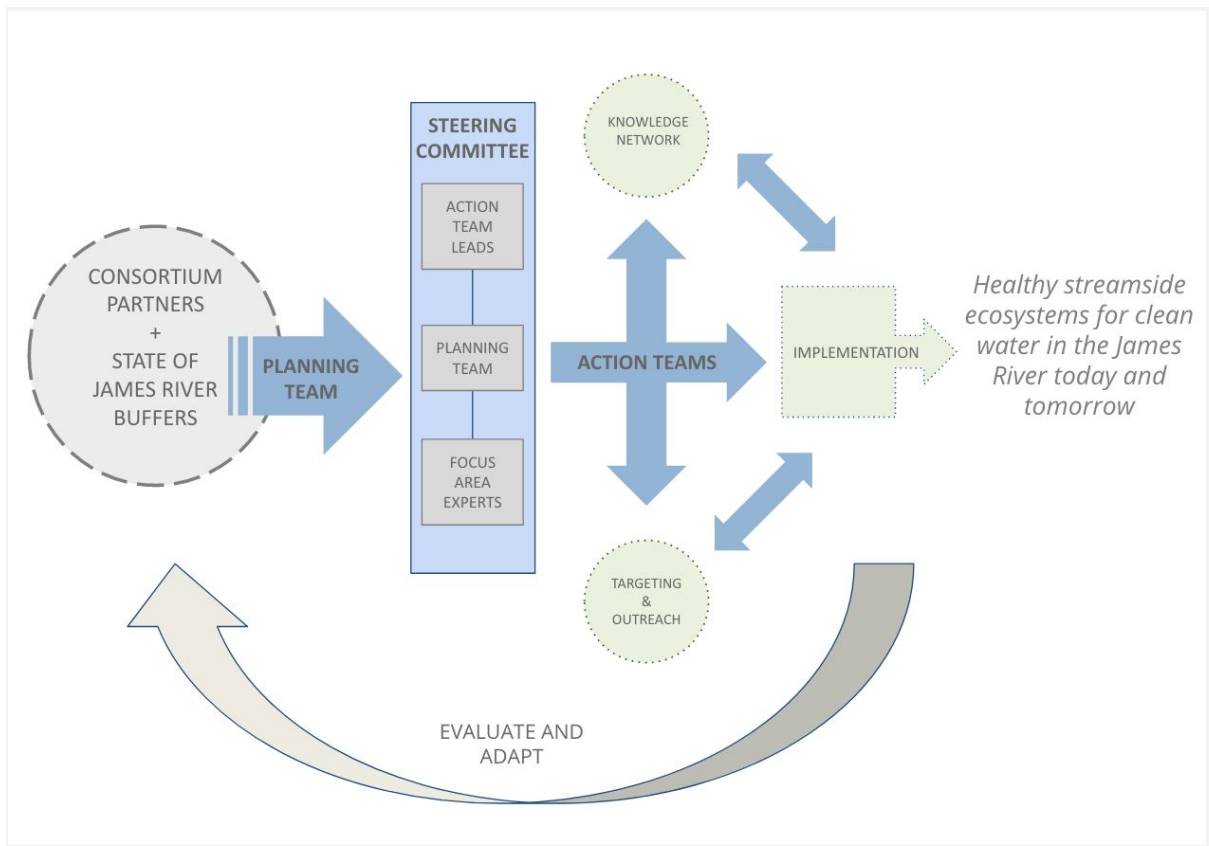 CONSORTIUM
PARTNERS
+
STATE OF
JAMES RIVER
BUFFERS
PLANNING
TEAM
STEERING
COMMITTEE
ACTION
TEAM
LEADS
PLANNING
TEAM
FOCUS
AREA
EXPERTS
KNOWLEDGE
NETWORK
ACTION TEAMS
TARGETING
&
OUTREACH
IMPLEMENTATION
Healthy streamside
ecosystems for clean
water in the James
River today and
tomorrow
EVALUATE AND
ADAPT